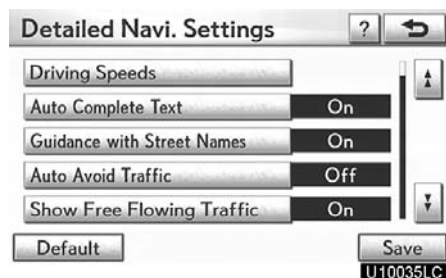 Detailed Navi. Settings ?
Driving Speeds
Auto Complete Text On
Guidance with Street Names On
Auto Avoid Traffic Off
Show Free Flowing Traffic On
Default Save
U10035LC